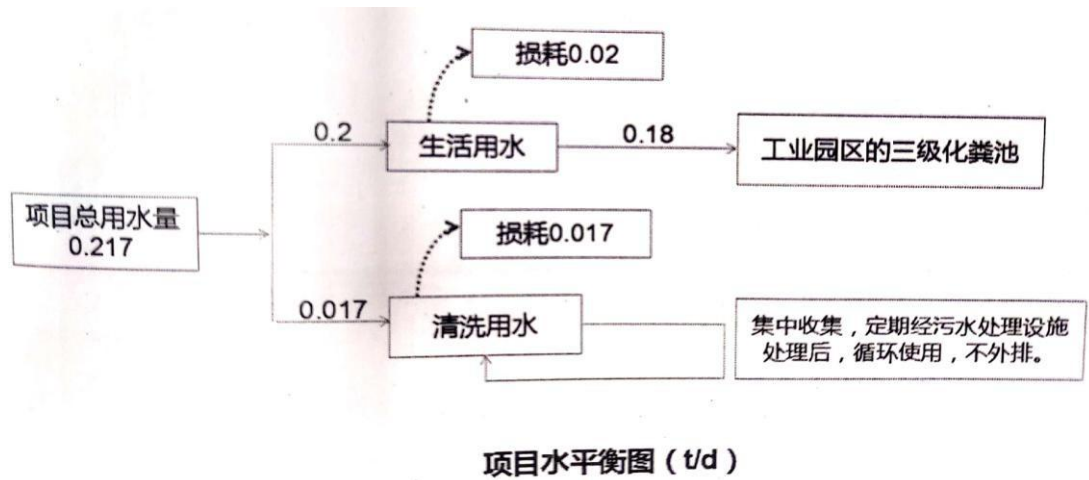 损耗0.02
0.2
生活用水
0.18
工业园区的三级化粪池
项目总用水量
0.217
损耗0.017
0.017
清洗用水
集中收集，定期经污水处理设施
处理后，循环使用，不外排。
项目水平衡图（t/d）